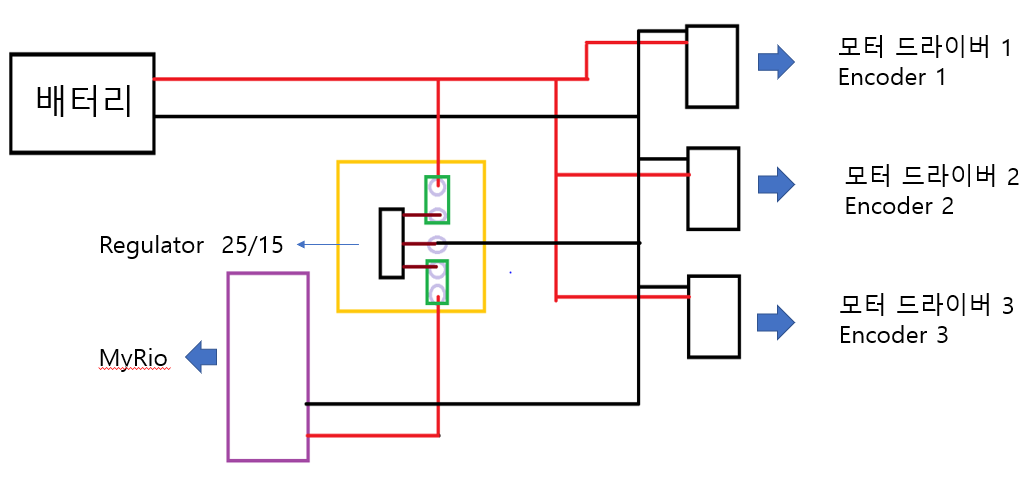 배터리
모터 드라이버 1
Encoder 1
모터 드라이버 2
Encoder 2
Regulator 25/15
모터 드라이버 3
Encoder 3
MyRio